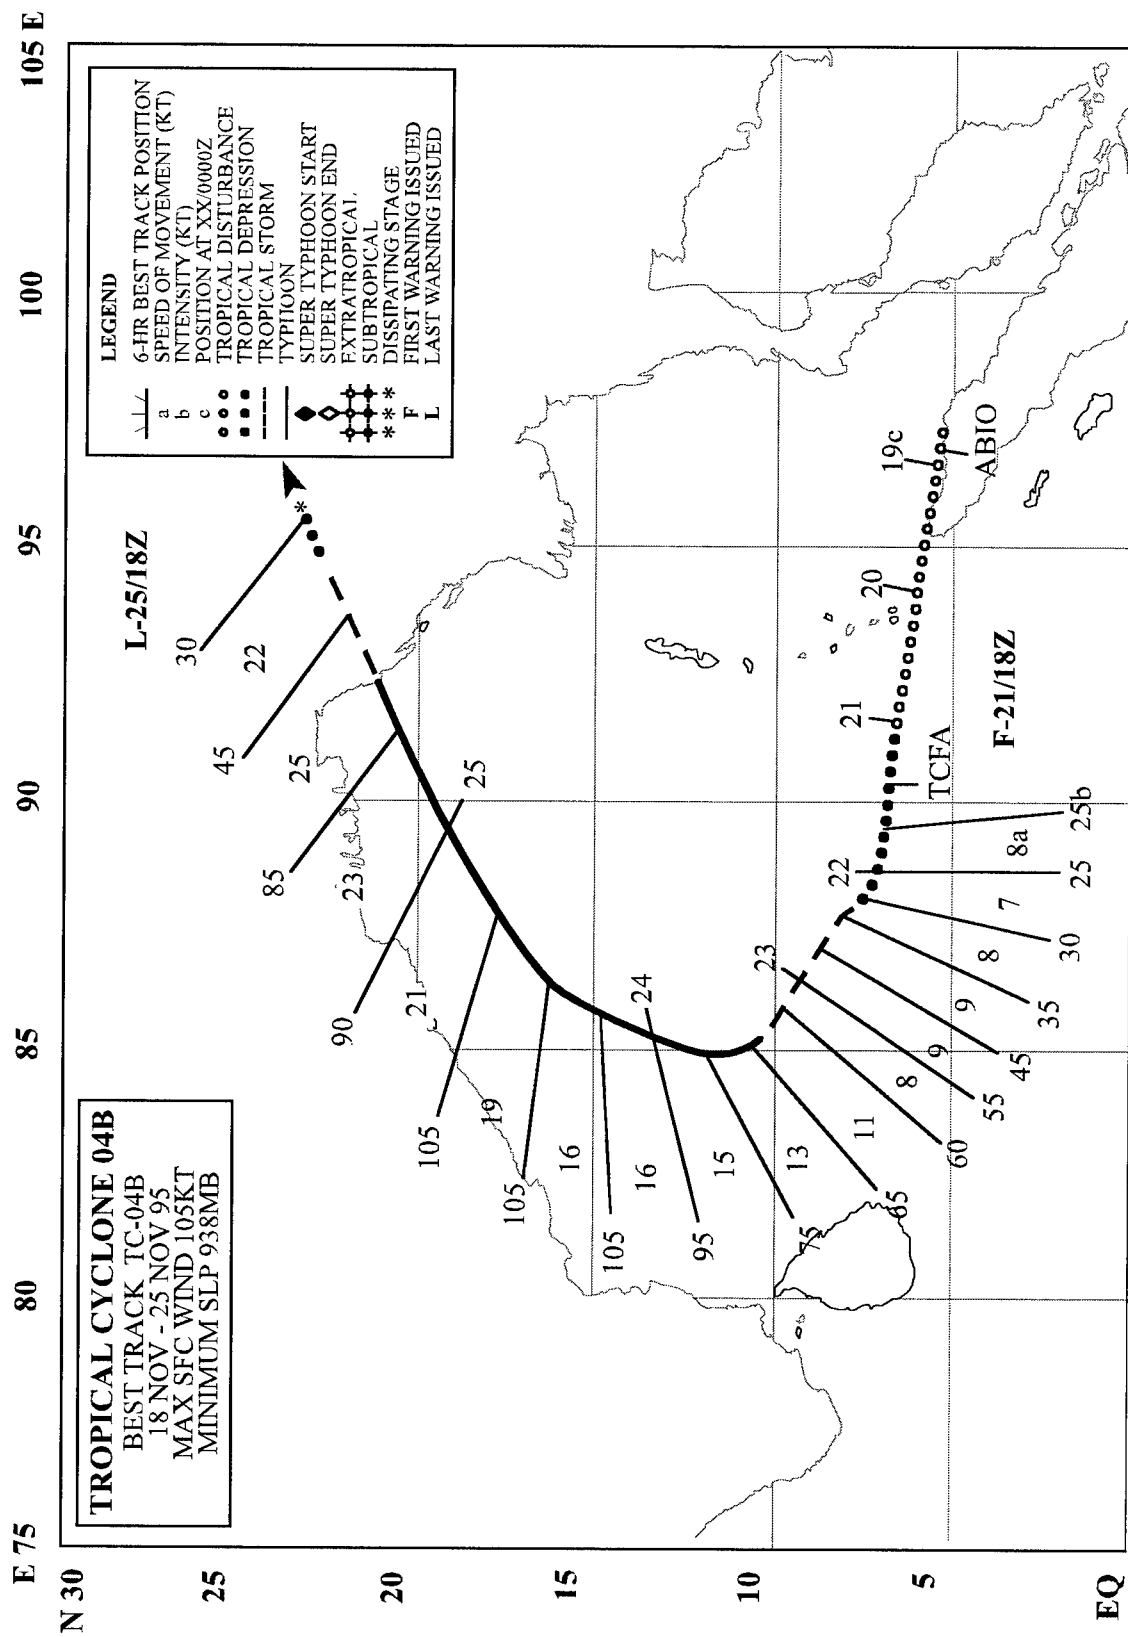 TROPICAL CYCLONE 04B
BEST TRACK TC-04B
18 NOV - 25 NOV 95
MAX SFC WIND 105KT
MINIMUM SLP 938MB
LEGEND
6-HR BEST TRACK POSITION
a SPEED OF MOVEMENT (KT)
b INTENSITY (KT)
c POSITION AT XX/0000Z
TROPICAL DISTURBANCE
TROPICAL DEPRESSION
TROPICAL STORM
TYPHOON
SUPER TYPHOON START
SUPER TYPHOON END
EXTRATROPICAL
SUBTROPICAL
*** DISSIPATING STAGE
F FIRST WARNING ISSUED
L LAST WARNING ISSUED
E 75
80
85
90
95
100
105 E
N 30
25
20
15
10
5
EQ
L-25/18Z
*
30
22
45
25
85
25
23
90
21
105
19
105
16
105
16
24
95
15
75
13
65
11
60
8
55
23
9
45
9
35
8
30
7
22
25
8a
25b
TCFA
F-21/18Z
21
20
19c
ABIO